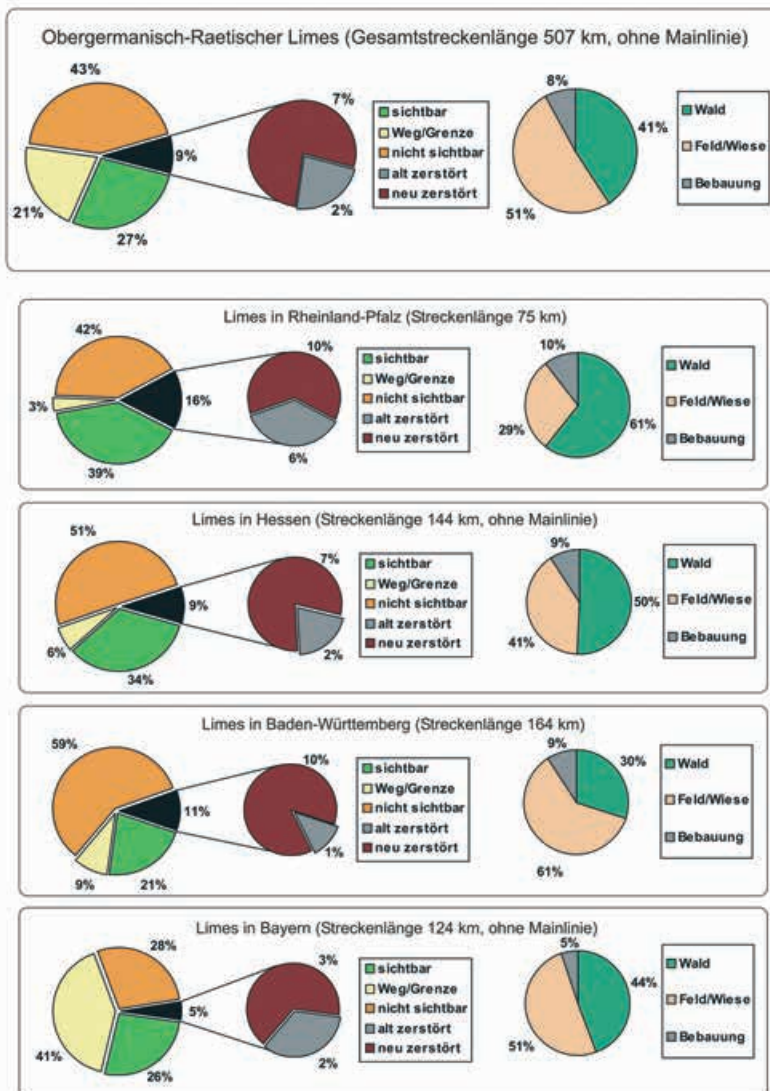 Obergermanisch-Raetischer Limes (Gesamtstreckenlänge 507 km, ohne Mainlinie)
43%
9%
21%
27%
7%
2%
sichtbar
Weg/Grenze
nicht sichtbar
alt zerstört
neu zerstört
8%
41%
51%
Wald
Feld/Wiese
Bebauung
Limes in Rheinland-Pfalz (Streckenlänge 75 km)
42%
3%
16%
39%
10%
6%
sichtbar
Weg/Grenze
nicht sichtbar
alt zerstört
neu zerstört
10%
29%
61%
Wald
Feld/Wiese
Bebauung
Limes in Hessen (Streckenlänge 144 km, ohne Mainlinie)
51%
9%
6%
34%
7%
2%
sichtbar
Weg/Grenze
nicht sichtbar
alt zerstört
neu zerstört
9%
50%
41%
Wald
Feld/Wiese
Bebauung
Limes in Baden-Württemberg (Streckenlänge 164 km)
59%
11%
9%
21%
10%
1%
sichtbar
Weg/Grenze
nicht sichtbar
alt zerstört
neu zerstört
9%
30%
61%
Wald
Feld/Wiese
Bebauung
Limes in Bayern (Streckenlänge 124 km, ohne Mainlinie)
28%
5%
41%
26%
3%
2%
sichtbar
Weg/Grenze
nicht sichtbar
alt zerstört
neu zerstört
5%
44%
51%
Wald
Feld/Wiese
Bebauung